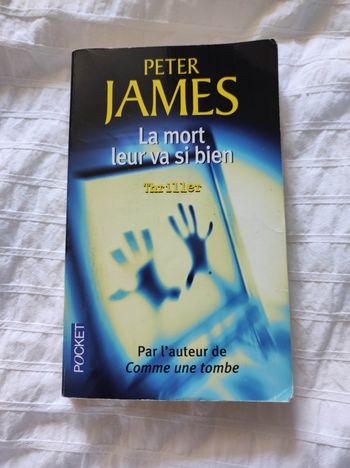 PETER
JAMES
La mort
leur va si bien
Thriller
POCKET
Par l'auteur de
Comme une tombe